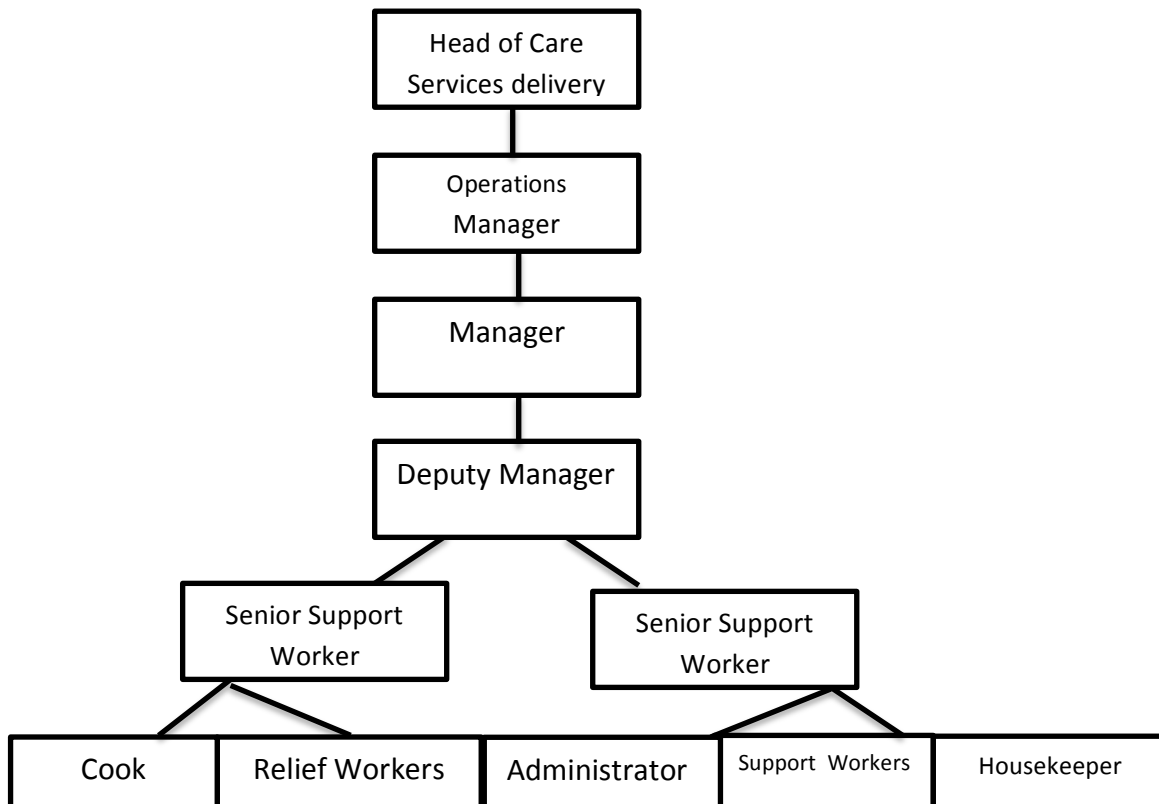 Head of Care
Services delivery
Operations
Manager
Manager
Deputy Manager
Senior Support
Worker
Senior Support
Worker
Cook
Relief Workers
Administrator
Support Workers
Housekeeper